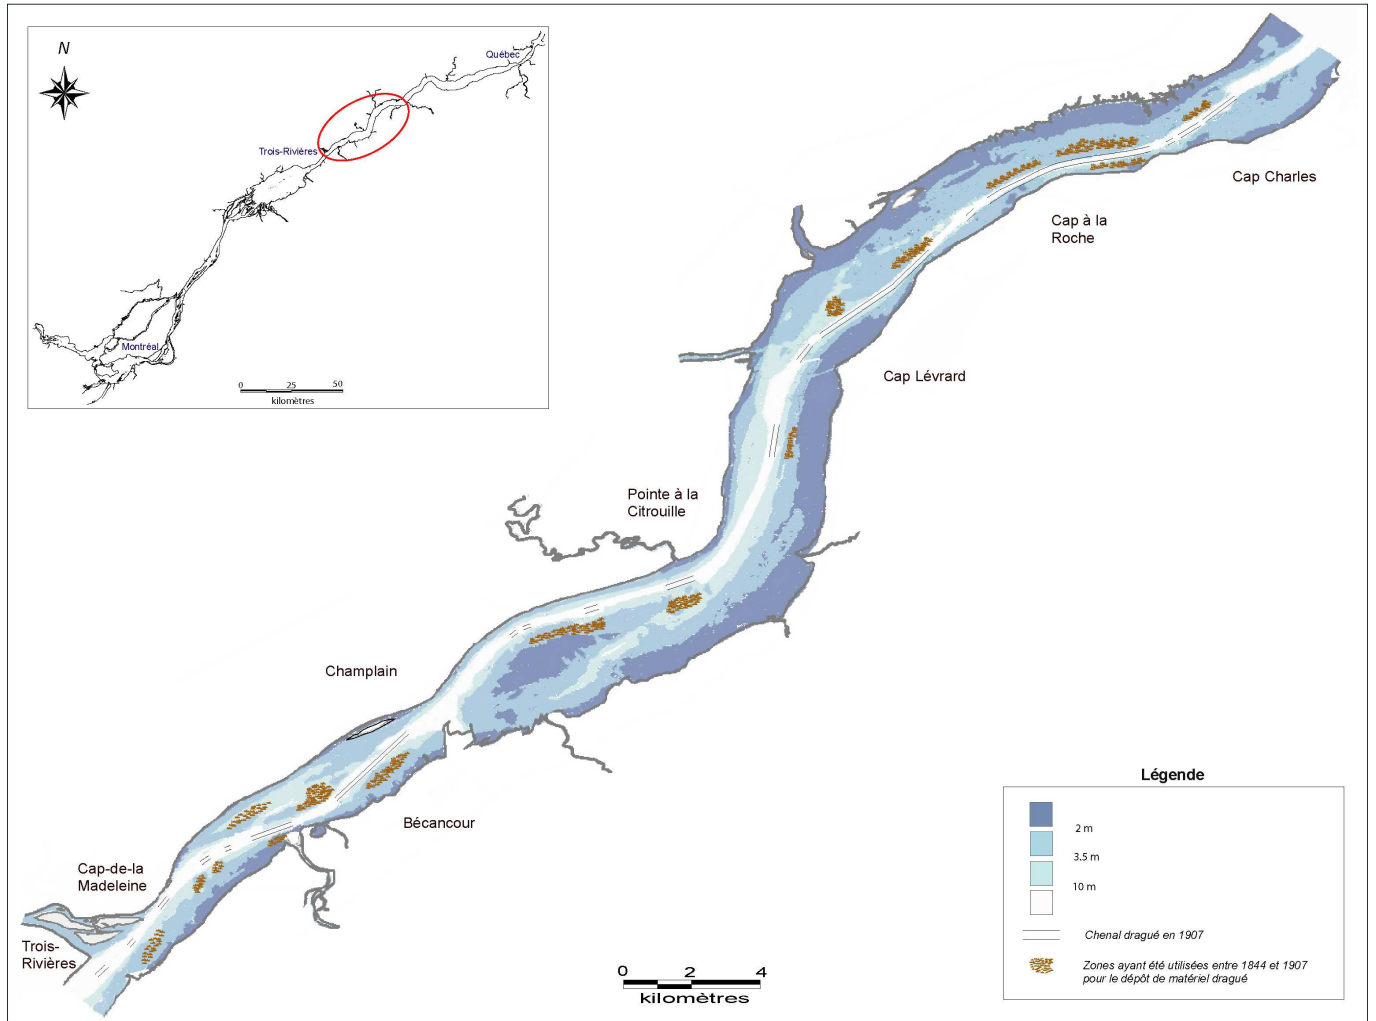 N
Québec
Trois-Rivières
Montréal
0 25 50
kilomètres
Cap Charles
Cap à la
Roche
Cap Lévrard
Pointe à la
Citrouille
Champlain
Bécancour
Cap-de-la
Madeleine
Trois-
Rivières
0 2 4
kilomètres
Légende
2 m
3.5 m
10 m
Chenal dragué en 1907
Zones ayant été utilisées entre 1844 et 1907
pour le dépôt de matériel dragué